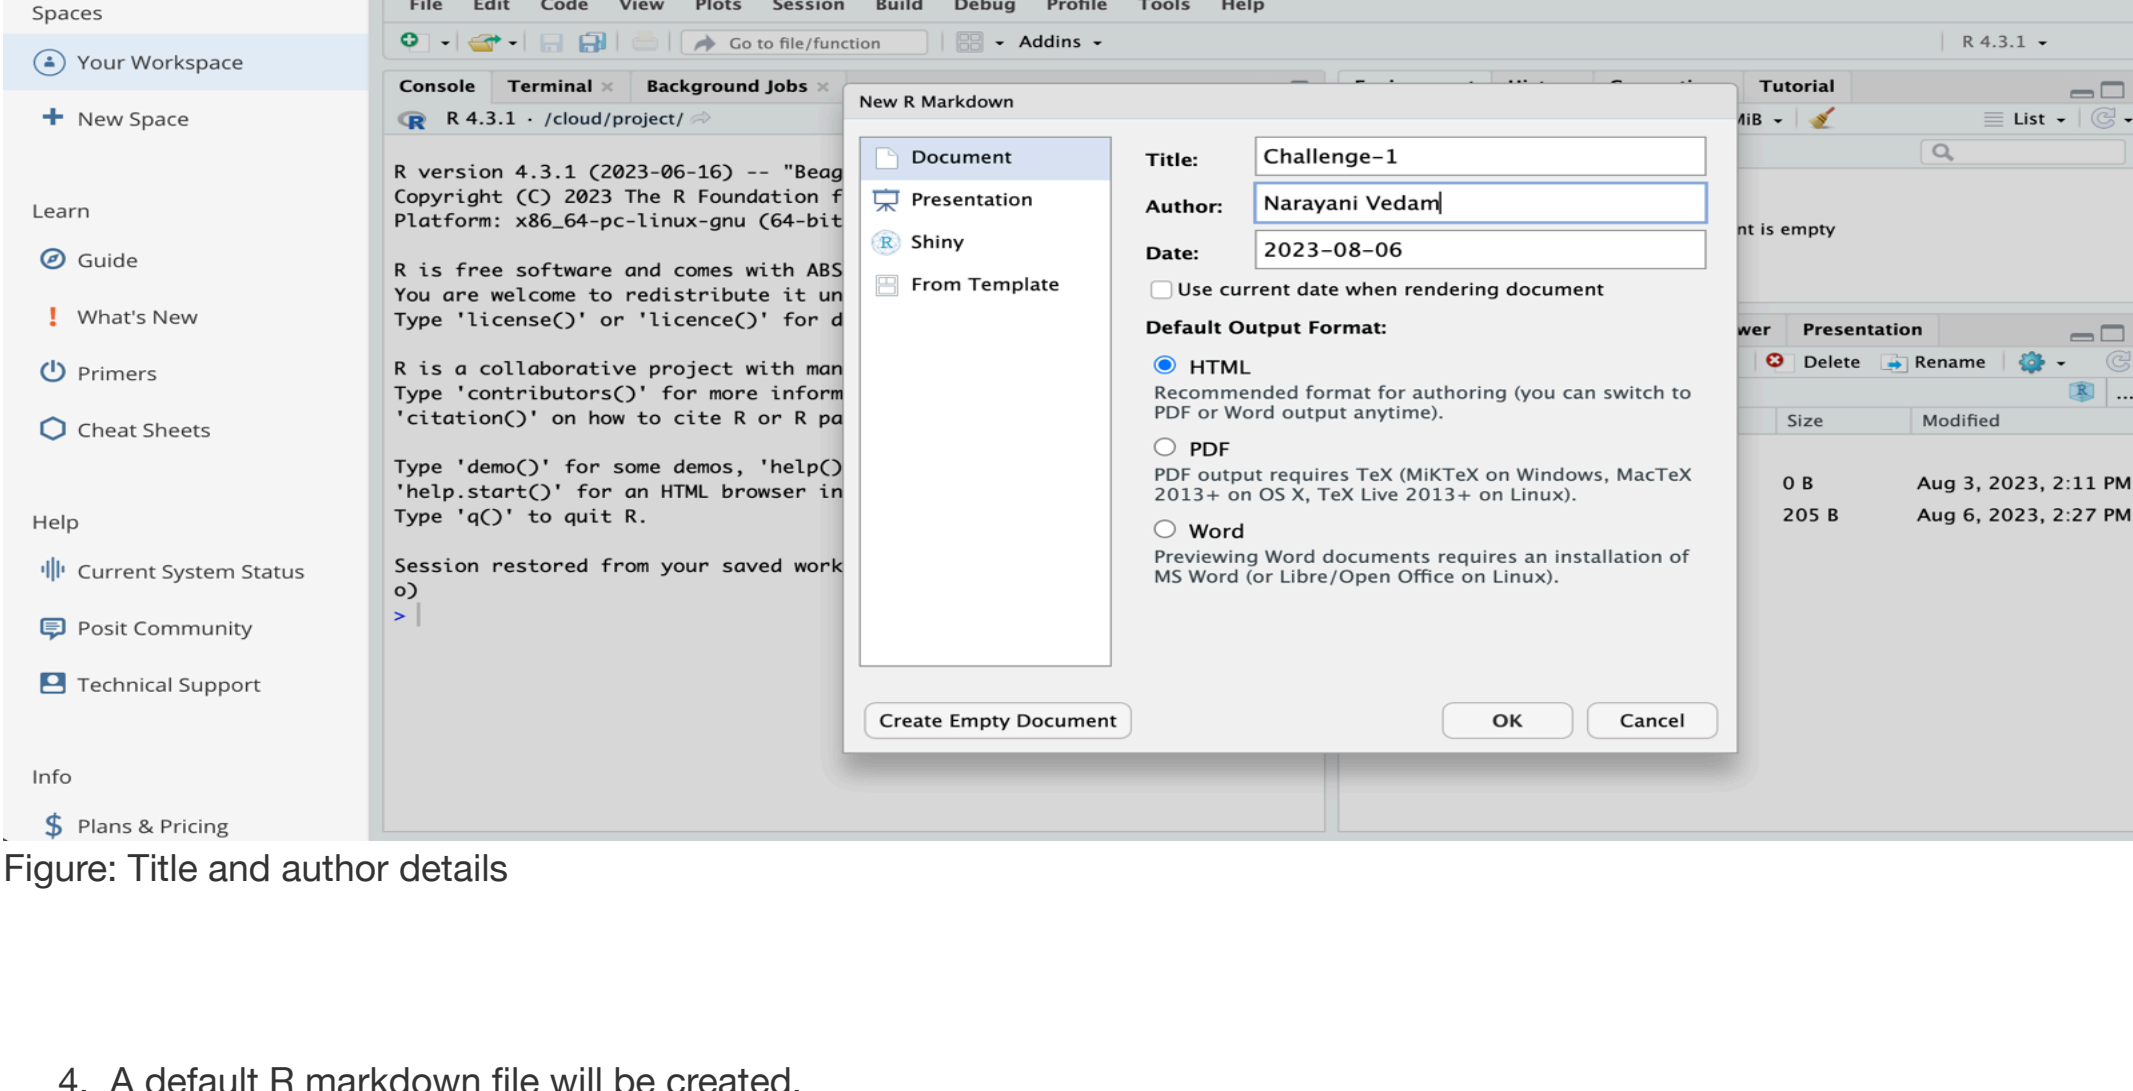 Spaces
Your Workspace
New Space
Learn
Guide
What's New
Primers
Cheat Sheets
Help
Current System Status
Posit Community
Technical Support
Info
Plans & Pricing
File Edit Code View Plots Session Build Debug Profile Tools Help
Go to file/function Addins R 4.3.1
Console Terminal Background Jobs
R 4.3.1 · /cloud/project/
R version 4.3.1 (2023-06-16) -- "Beag
Copyright (C) 2023 The R Foundation f
Platform: x86_64-pc-linux-gnu (64-bit
R is free software and comes with ABS
You are welcome to redistribute it un
Type 'license()' or 'licence()' for d
R is a collaborative project with man
Type 'contributors()' for more inform
'citation()' on how to cite R or R pa
Type 'demo()' for some demos, 'help()
'help.start()' for an HTML browser in
Type 'q()' to quit R.
Session restored from your saved work
o)
>
New R Markdown
Document
Presentation
Shiny
From Template
Title: Challenge-1
Author: Narayani Vedam
Date: 2023-08-06
Use current date when rendering document
Default Output Format:
HTML
Recommended format for authoring (you can switch to
PDF or Word output anytime).
PDF
PDF output requires TeX (MiKTeX on Windows, MacTeX
2013+ on OS X, TeX Live 2013+ on Linux).
Word
Previewing Word documents requires an installation of
MS Word (or Libre/Open Office on Linux).
Create Empty Document OK Cancel
Tutorial
MiB List
nt is empty
wer Presentation
Delete Rename
R ...
Size Modified
0 B Aug 3, 2023, 2:11 PM
205 B Aug 6, 2023, 2:27 PM
Figure: Title and author details
4. A default R markdown file will be created.